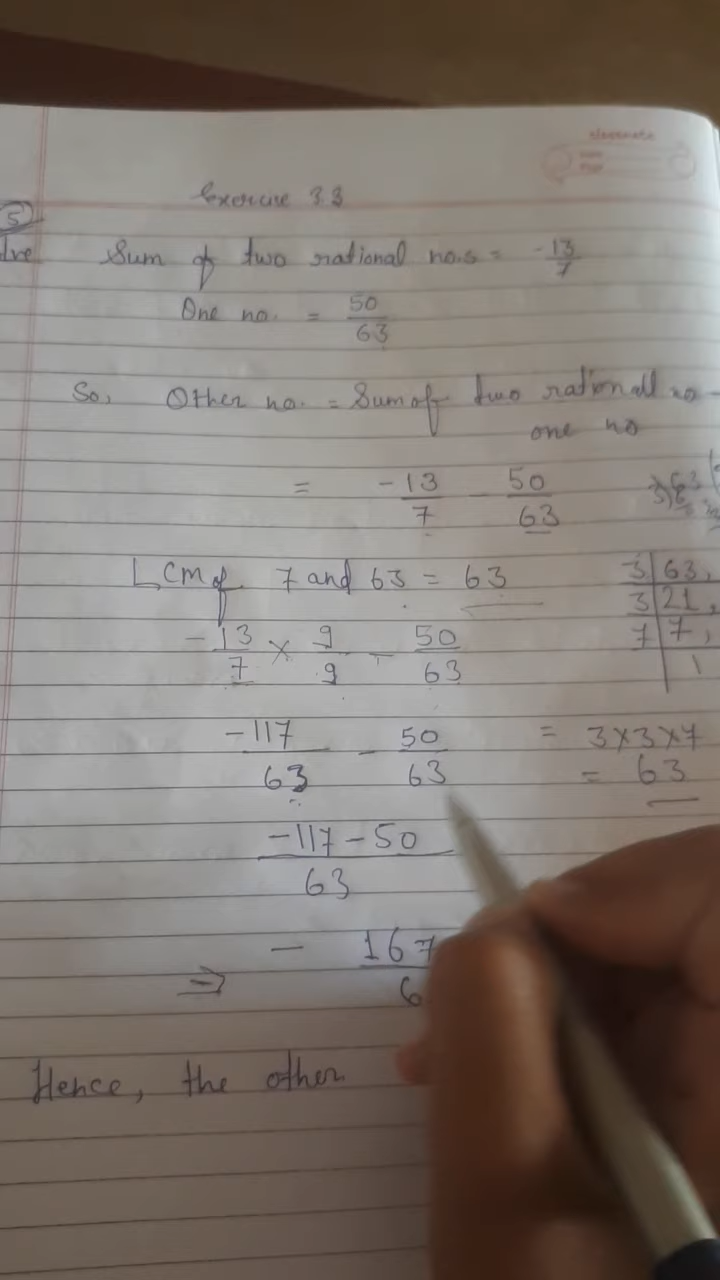 Exercise 3.3
5
Sum of two rational no.s = -13/7
One no. = 50/63
So, Other no. = Sum of two rational no -
one no
= -13/7 - 50/63
LCM of 7 and 63 = 63
3 | 63,
3 | 21,
7 | 7,
1
-13/7 × 9/9 - 50/63
-117/63 - 50/63
= 3×3×7
= 63
-117-50/63
⇒ - 167/6
Hence, the other